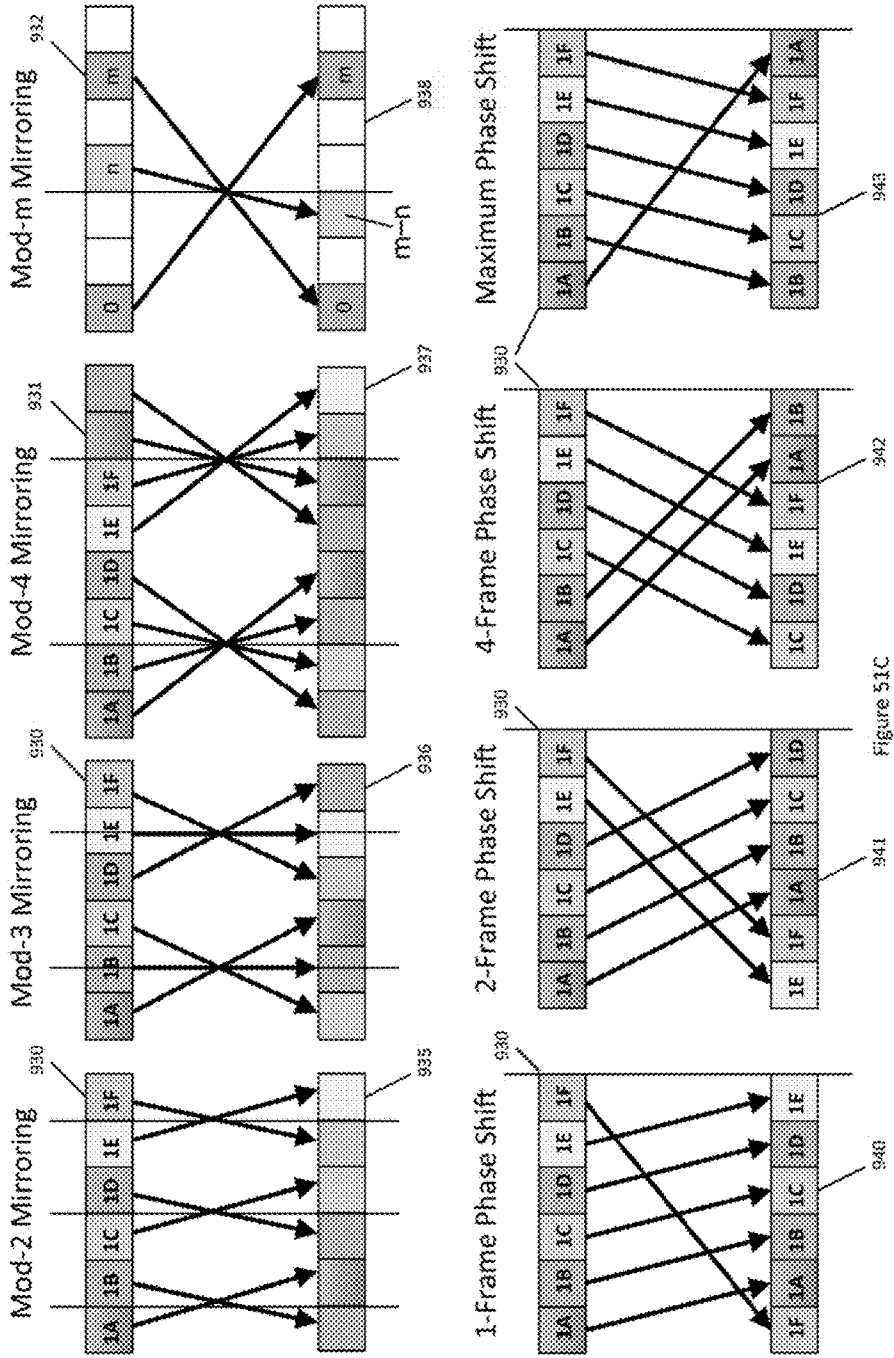 Mod-2 Mirroring
930
1A 1B 1C 1D 1E 1F
935
Mod-3 Mirroring
930
1A 1B 1C 1D 1E 1F
936
Mod-4 Mirroring
931
1A 1B 1C 1D 1E 1F
937
Mod-m Mirroring
932
0 n m
0 m
m–n
938
1-Frame Phase Shift
930
1A 1B 1C 1D 1E 1F
1F 1A 1B 1C 1D 1E
940
2-Frame Phase Shift
930
1A 1B 1C 1D 1E 1F
1E 1F 1A 1B 1C 1D
941
4-Frame Phase Shift
930
1A 1B 1C 1D 1E 1F
1C 1D 1E 1F 1A 1B
942
Maximum Phase Shift
1A 1B 1C 1D 1E 1F
1B 1C 1D 1E 1F 1A
943
Figure 51C